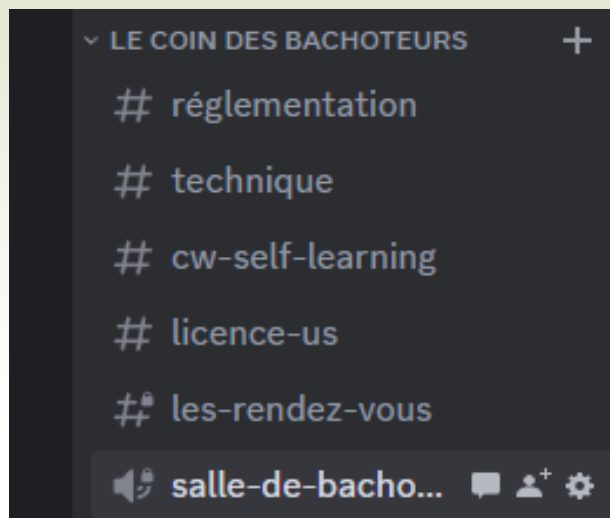 LE COIN DES BACHOTEURS
réglementation
technique
cw-self-learning
licence-us
les-rendez-vous
salle-de-bacho...